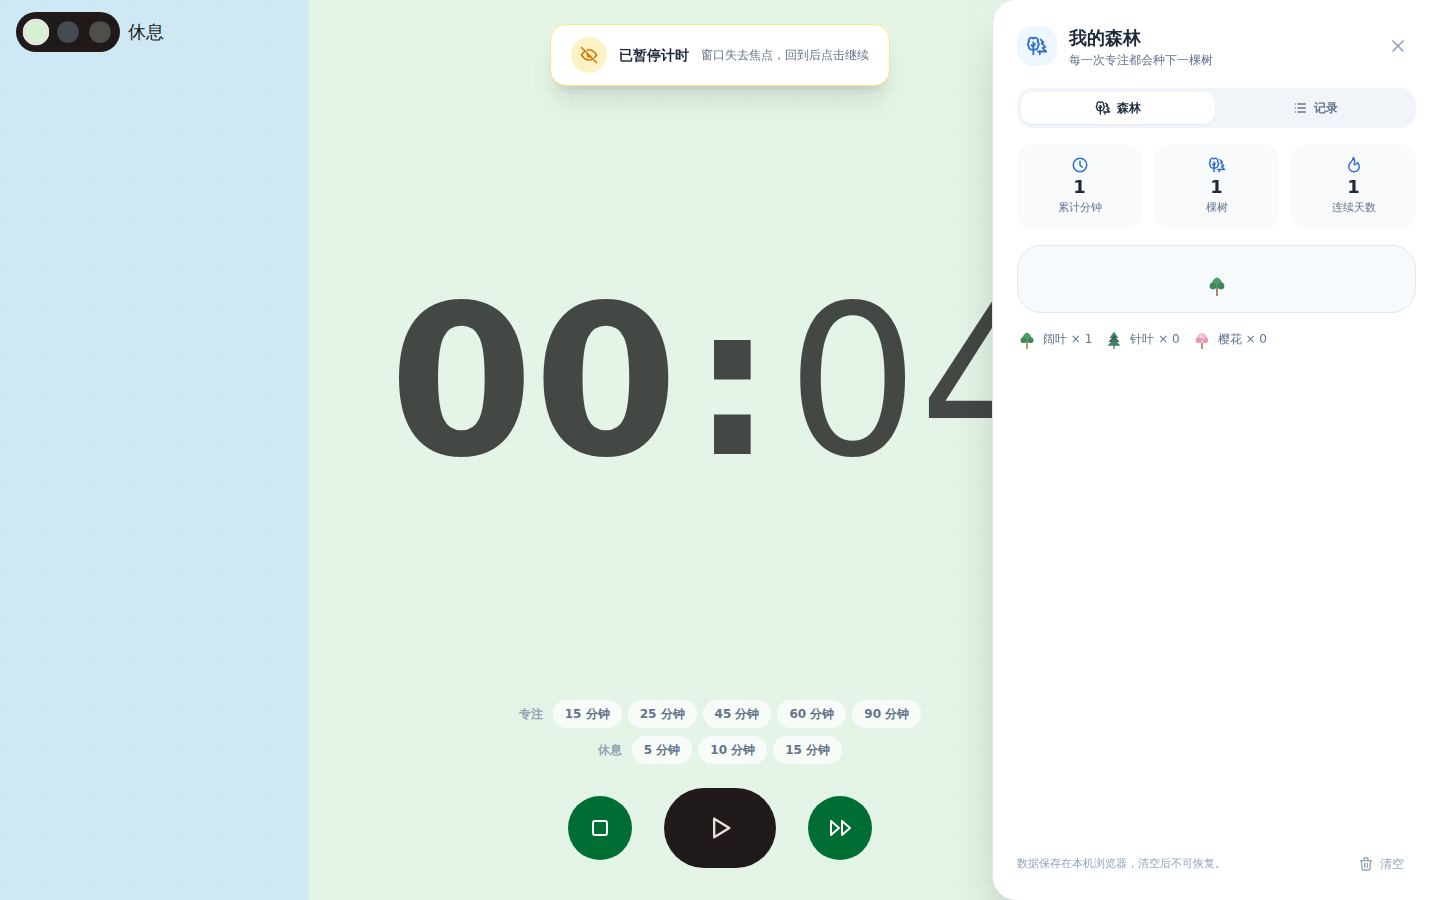 休息
已暂停计时 窗口失去焦点，回到后点击继续
00:04
专注 15 分钟 25 分钟 45 分钟 60 分钟 90 分钟
休息 5 分钟 10 分钟 15 分钟
我的森林
每一次专注都会种下一棵树
森林 记录
1 1 1
累计分钟 棵树 连续天数
阔叶 × 1 针叶 × 0 樱花 × 0
数据保存在本机浏览器，清空后不可恢复。 清空